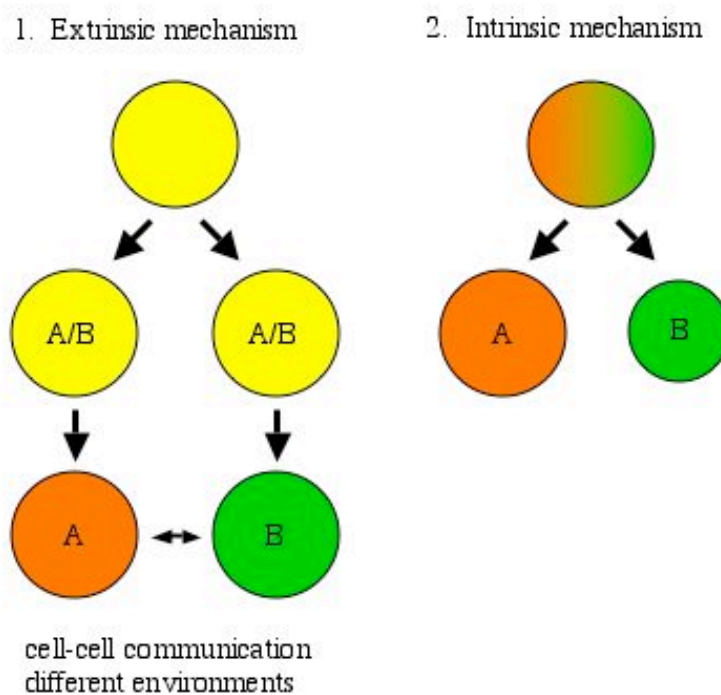 1. Extrinsic mechanism
2. Intrinsic mechanism
A/B
A/B
A
B
A
B
cell-cell communication
different environments